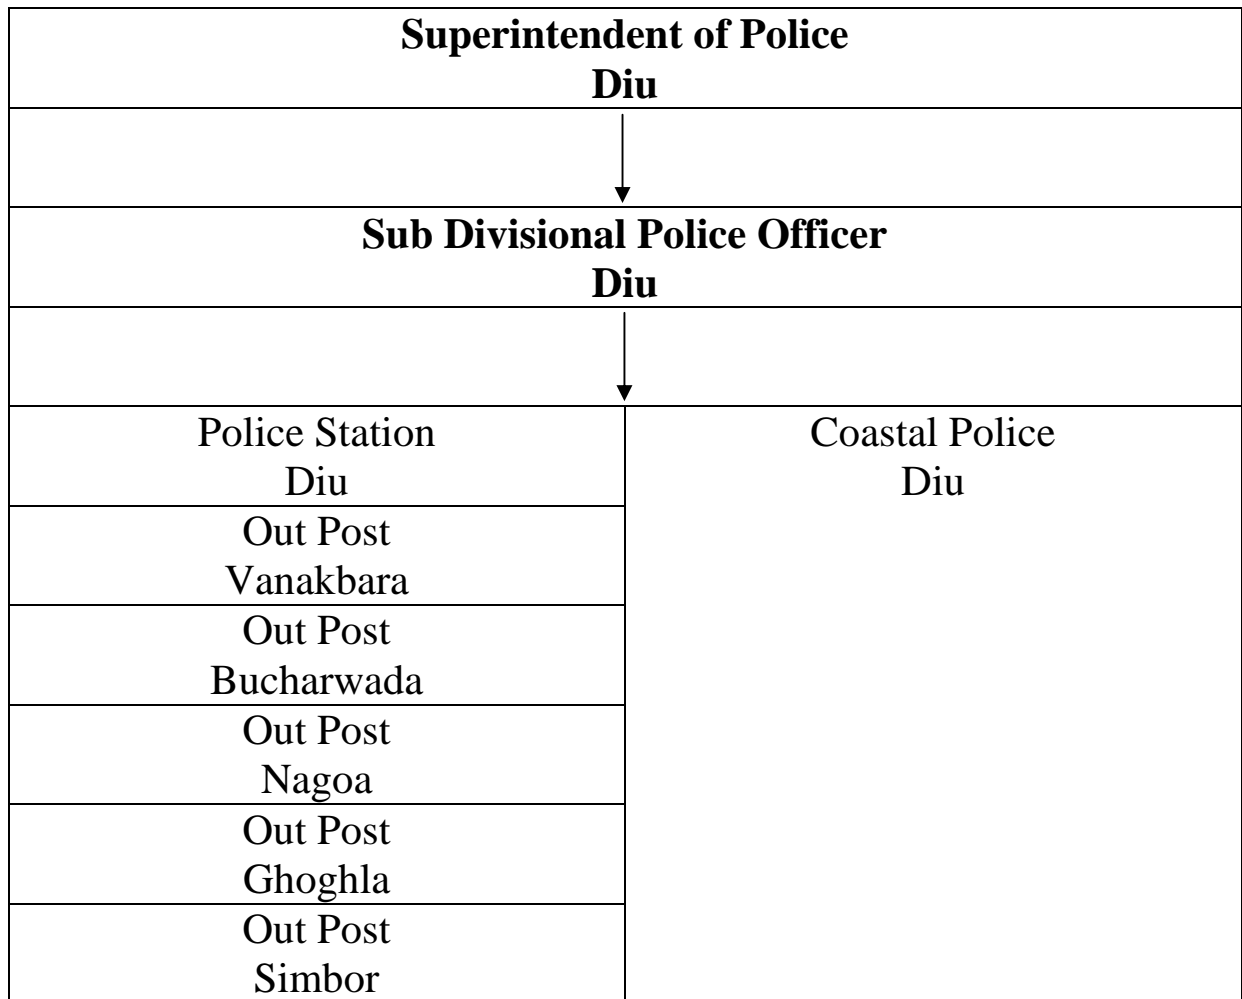 Superintendent of Police
Diu
Sub Divisional Police Officer
Diu
Police Station
Diu
Coastal Police
Diu
Out Post
Vanakbara
Out Post
Bucharwada
Out Post
Nagoa
Out Post
Ghoghla
Out Post
Simbor